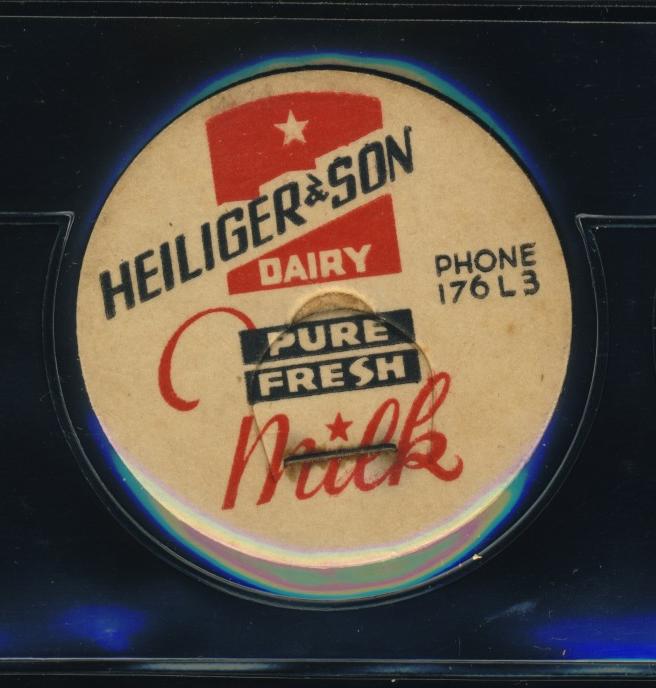 HEILIGER & SON
DAIRY
PHONE
176 L 3
PURE
FRESH
Milk